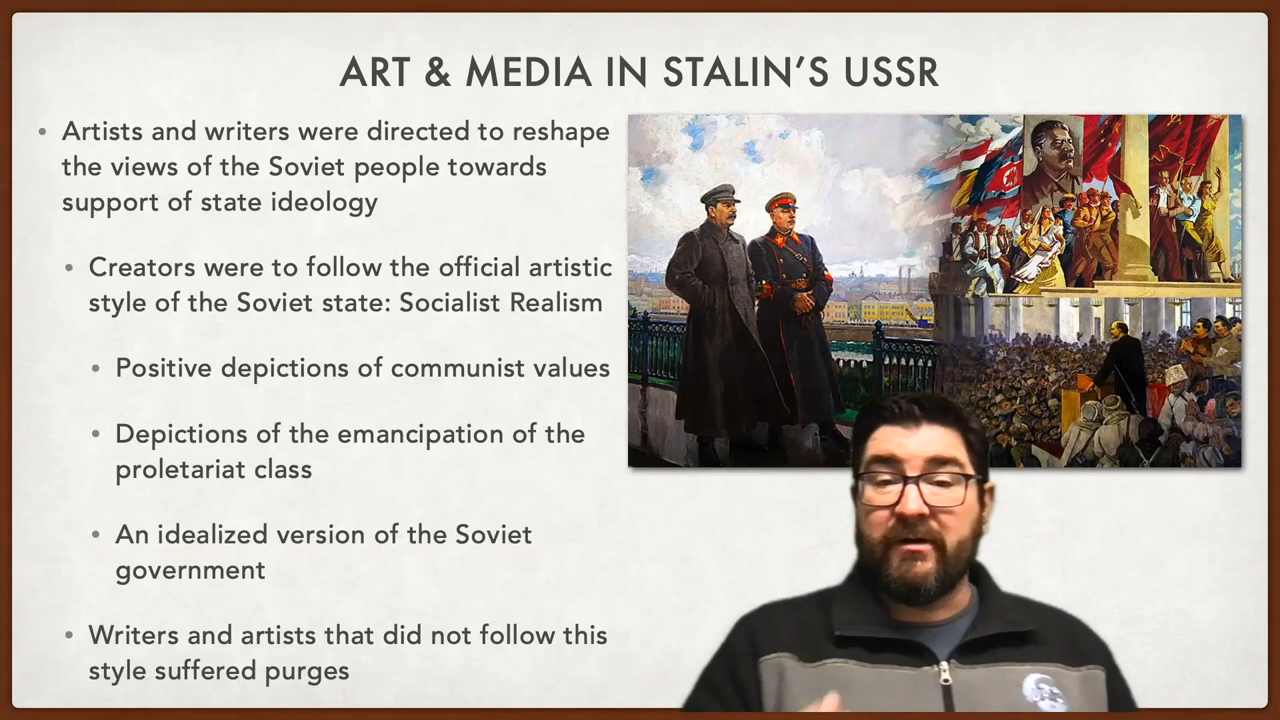 ART & MEDIA IN STALIN’S USSR
• Artists and writers were directed to reshape
the views of the Soviet people towards
support of state ideology
• Creators were to follow the official artistic
style of the Soviet state: Socialist Realism
• Positive depictions of communist values
• Depictions of the emancipation of the
proletariat class
• An idealized version of the Soviet
government
• Writers and artists that did not follow this
style suffered purges